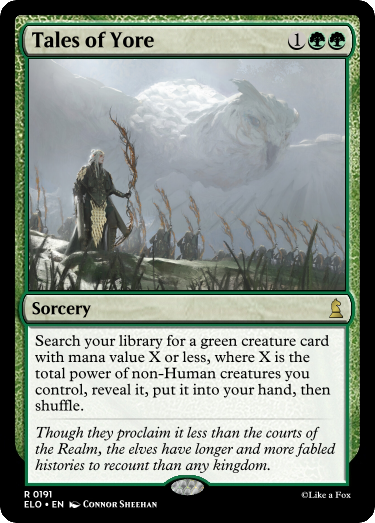 Tales of Yore 1
Sorcery
Search your library for a green creature card
with mana value X or less, where X is the
total power of non-Human creatures you
control, reveal it, put it into your hand, then
shuffle.
Though they proclaim it less than the courts of
the Realm, the elves have longer and more fabled
histories to recount than any kingdom.
R 0191
ELO • EN CONNOR SHEEHAN
©Like a Fox